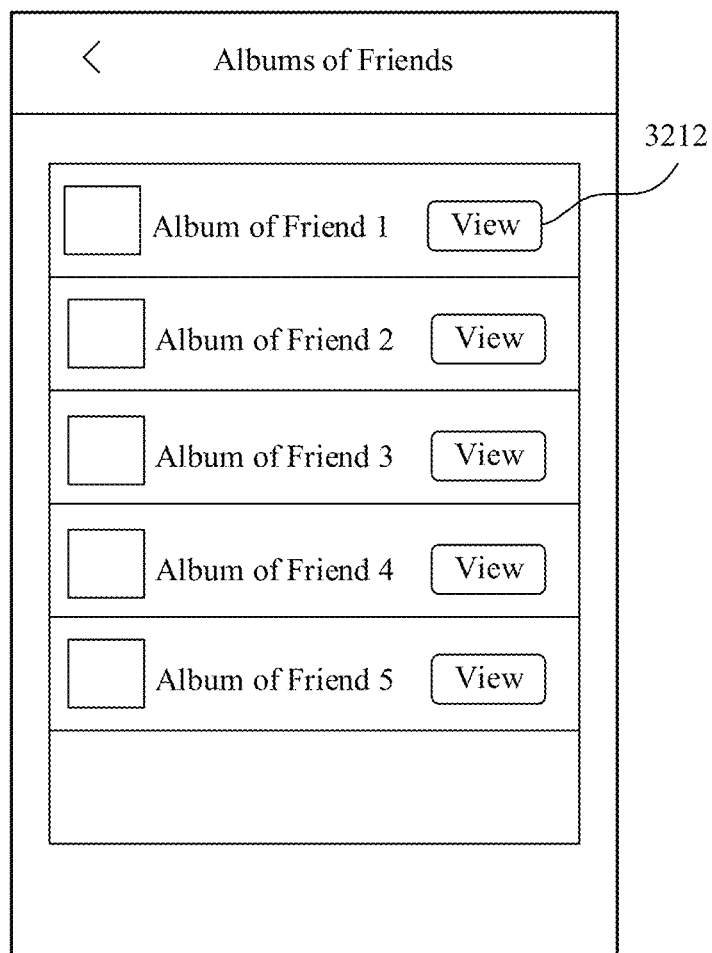 Albums of Friends
3212
Album of Friend 1 View
Album of Friend 2 View
Album of Friend 3 View
Album of Friend 4 View
Album of Friend 5 View